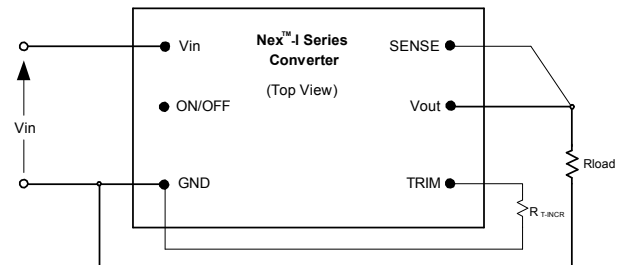 Nex™-I Series
Converter
(Top View)
Vin
SENSE
ON/OFF
Vout
Vin
Rload
GND
TRIM
R T-INCR